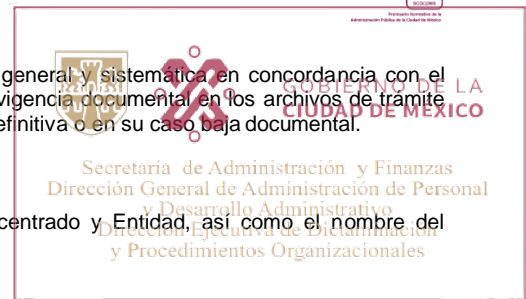 Prontuario Normativo de la
Administración Pública de la Ciudad de México
general y sistemática en concordancia con el
vigencia documental en los archivos de trámite
efinitiva o en su caso baja documental.
GOBIERNO DE LA
CIUDAD DE MÉXICO
Secretaría de Administración y Finanzas
Dirección General de Administración de Personal
y Desarrollo Administrativo
centrado y Entidad, así como el nombre del
Dirección Ejecutiva de Dictaminación
y Procedimientos Organizacionales